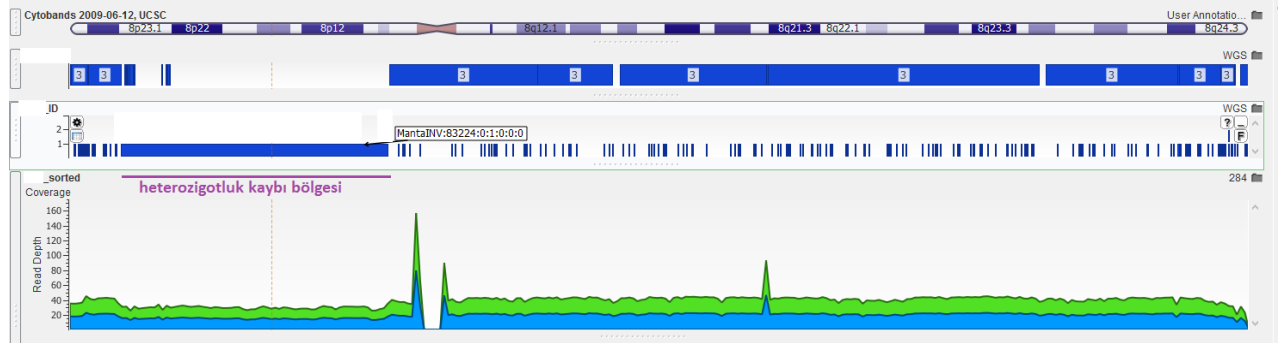 Cytobands 2009-06-12, UCSC
User Annotatio...
8p23.1 8p22 8p12 8q12.1 8q21.3 8q22.1 8q23.3 8q24.3
WGS
3 3 3 3 3 3 3 3 3
_ID
WGS
2
? _
MantaINV:83224:0:1:0:0:0
F
1
_sorted
heterozigotluk kaybı bölgesi
284
Coverage
Read Depth
160
140
120
100
80
60
40
20